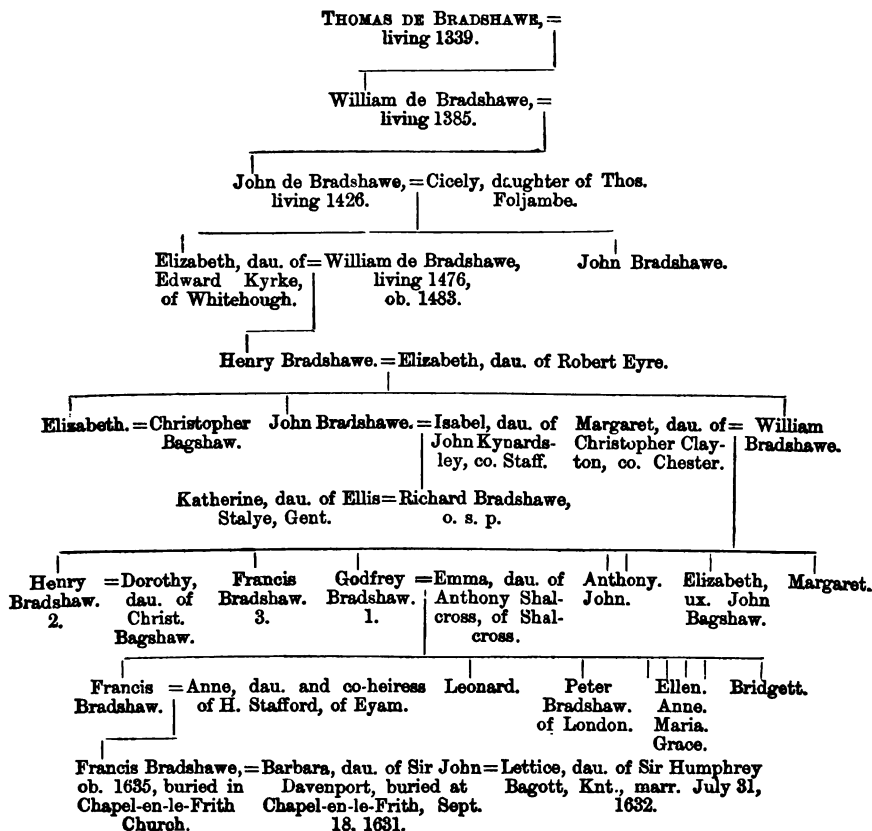 THOMAS DE BRADSHAWE,=
living 1339.
William de Bradshawe,=
living 1385.
John de Bradshawe,=Cicely, daughter of Thos.
living 1426. Foljambe.
Elizabeth, dau. of=William de Bradshawe, John Bradshawe.
Edward Kyrke, living 1476,
of Whitehough. ob. 1483.
Henry Bradshawe.=Elizabeth, dau. of Robert Eyre.
Elizabeth.=Christopher John Bradshawe.=Isabel, dau. of Margaret, dau. of= William
Bagshaw. John Kynards- Christopher Clay- Bradshawe.
ley, co. Staff. ton, co. Chester.
Katherine, dau. of Ellis=Richard Bradshawe,
Stalye, Gent. o. s. p.
Henry =Dorothy, Francis Godfrey =Emma, dau. of Anthony. Elizabeth, Margaret.
Bradshaw. dau. of Bradshaw. Bradshaw. Anthony Shal- John. ux. John
2. Christ. 3. 1. cross, of Shal- Bagshaw.
Bagshaw. cross.
Francis =Anne, dau. and co-heiress Leonard. Peter Ellen. Bridgett.
Bradshaw. of H. Stafford, of Eyam. Bradshaw. Anne.
of London. Maria.
Grace.
Francis Bradshawe,=Barbara, dau. of Sir John=Lettice, dau. of Sir Humphrey
ob. 1635, buried in Davenport, buried at Bagott, Knt., marr. July 31,
Chapel-en-le-Frith Chapel-en-le-Frith, Sept. 1632.
Church. 18, 1631.